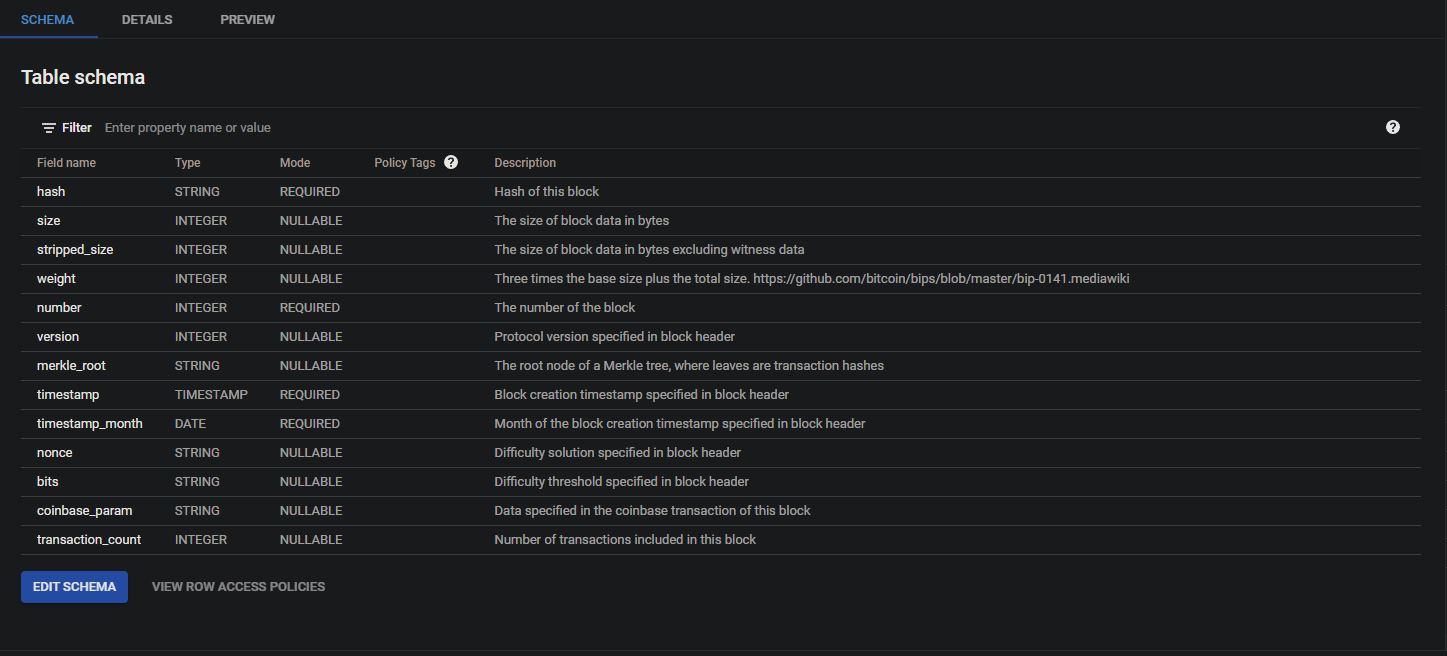 SCHEMA DETAILS PREVIEW
Table schema
Filter Enter property name or value ?
Field name Type Mode Policy Tags ? Description
hash STRING REQUIRED Hash of this block
size INTEGER NULLABLE The size of block data in bytes
stripped_size INTEGER NULLABLE The size of block data in bytes excluding witness data
weight INTEGER NULLABLE Three times the base size plus the total size. https://github.com/bitcoin/bips/blob/master/bip-0141.mediawiki
number INTEGER REQUIRED The number of the block
version INTEGER NULLABLE Protocol version specified in block header
merkle_root STRING NULLABLE The root node of a Merkle tree, where leaves are transaction hashes
timestamp TIMESTAMP REQUIRED Block creation timestamp specified in block header
timestamp_month DATE REQUIRED Month of the block creation timestamp specified in block header
nonce STRING NULLABLE Difficulty solution specified in block header
bits STRING NULLABLE Difficulty threshold specified in block header
coinbase_param STRING NULLABLE Data specified in the coinbase transaction of this block
transaction_count INTEGER NULLABLE Number of transactions included in this block
EDIT SCHEMA VIEW ROW ACCESS POLICIES